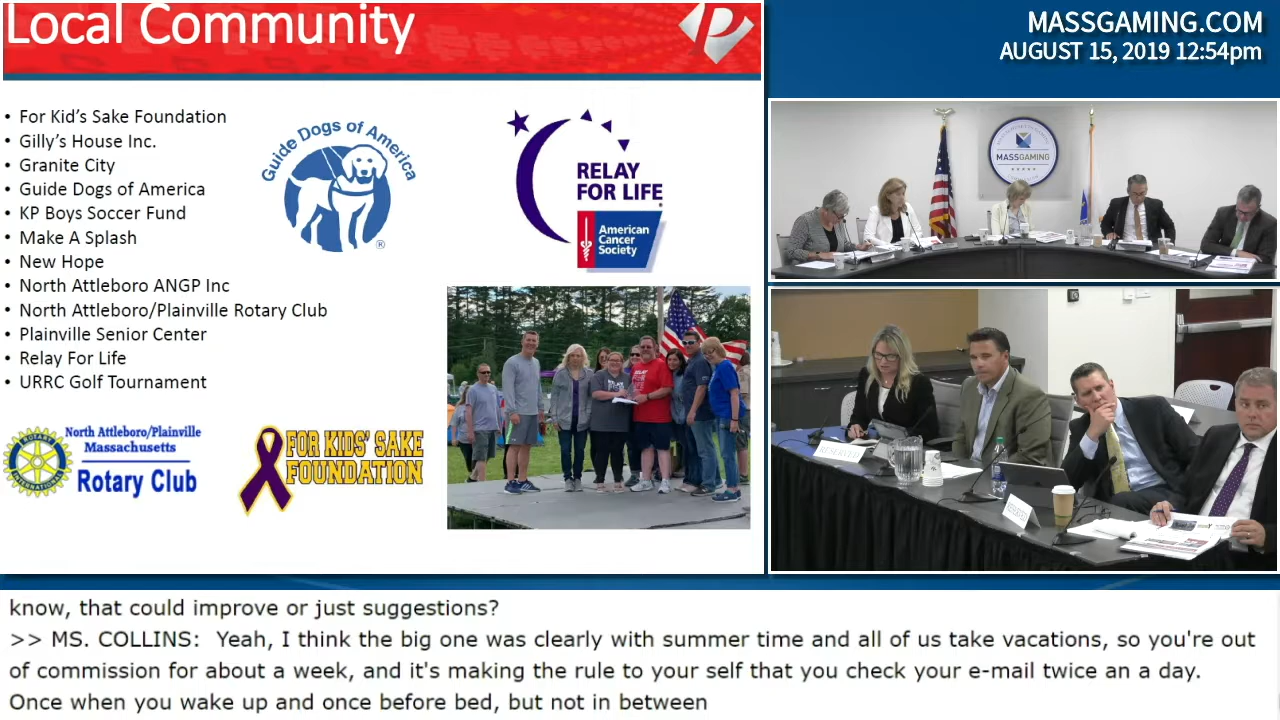 Local Community
MASSGAMING.COM
AUGUST 15, 2019 12:54pm
• For Kid's Sake Foundation
• Gilly's House Inc.
• Granite City
• Guide Dogs of America
• KP Boys Soccer Fund
• Make A Splash
• New Hope
• North Attleboro ANGP Inc
• North Attleboro/Plainville Rotary Club
• Plainville Senior Center
• Relay For Life
• URRC Golf Tournament
Guide Dogs of America
®
RELAY
FOR LIFE
American
Cancer
Society
North Attleboro/Plainville
Massachusetts
Rotary Club
FOR KIDS' SAKE
FOUNDATION
MASSGAMING
RESERVED
know, that could improve or just suggestions?
>> MS. COLLINS:  Yeah, I think the big one was clearly with summer time and all of us take vacations, so you're out
of commission for about a week, and it's making the rule to your self that you check your e-mail twice an a day.
Once when you wake up and once before bed, but not in between